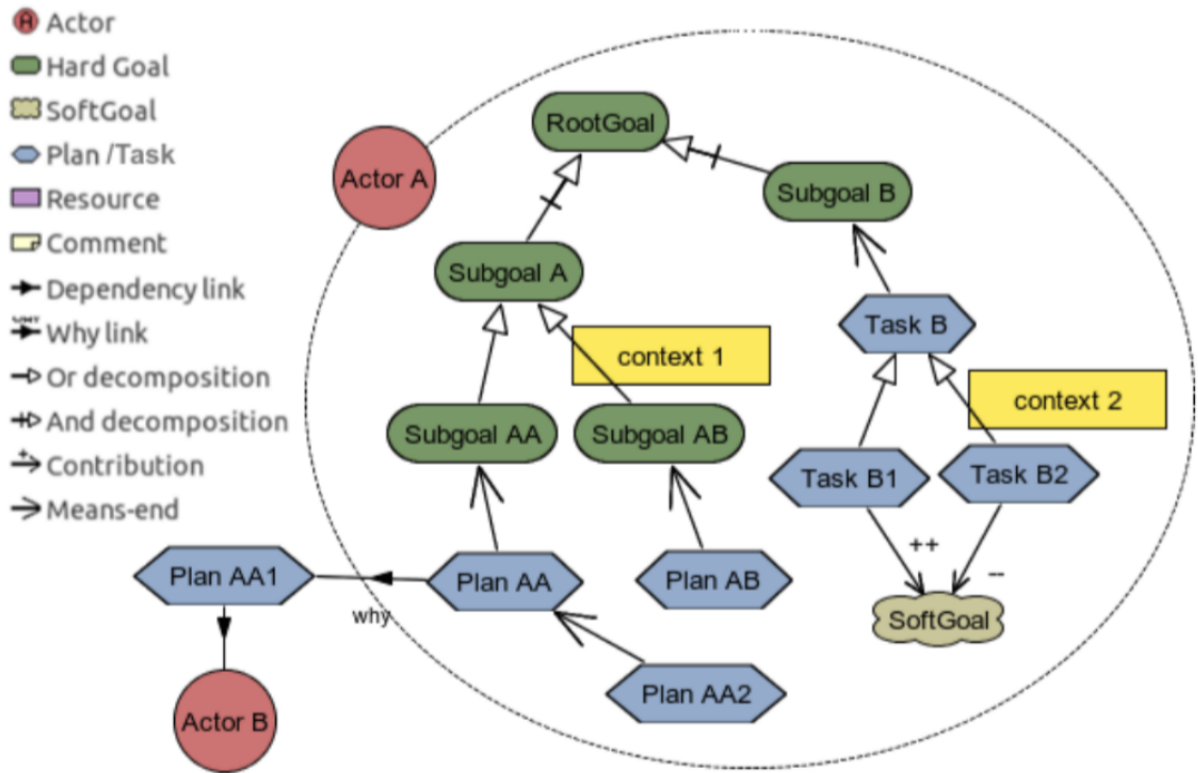 A Actor
Hard Goal
SoftGoal
Plan /Task
Resource
Comment
Dependency link
Why link
Or decomposition
And decomposition
+
Contribution
Means-end
Actor A
RootGoal
Subgoal B
Subgoal A
Task B
context 1
context 2
Subgoal AA
Subgoal AB
Task B1
Task B2
++
--
Plan AA1
Plan AA
Plan AB
why
SoftGoal
Plan AA2
Actor B